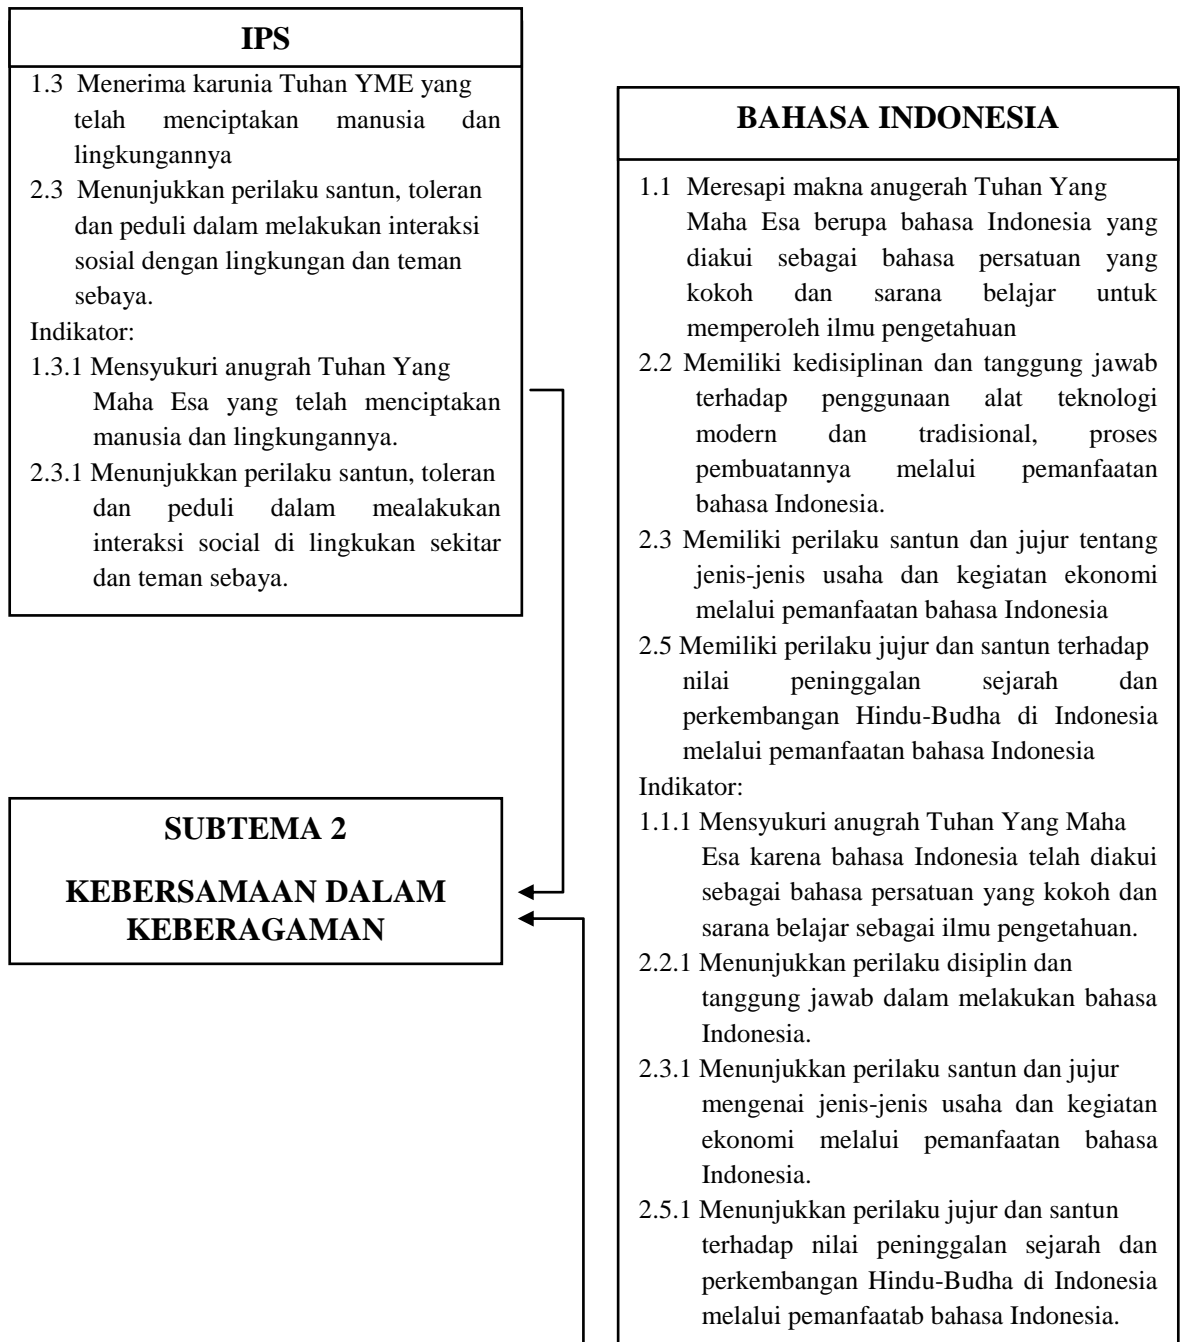 IPS
1.3 Menerima karunia Tuhan YME yang
telah menciptakan manusia dan
lingkungannya
2.3 Menunjukkan perilaku santun, toleran
dan peduli dalam melakukan interaksi
sosial dengan lingkungan dan teman
sebaya.
Indikator:
1.3.1 Mensyukuri anugrah Tuhan Yang
Maha Esa yang telah menciptakan
manusia dan lingkungannya.
2.3.1 Menunjukkan perilaku santun, toleran
dan peduli dalam mealakukan
interaksi social di lingkukan sekitar
dan teman sebaya.
SUBTEMA 2
KEBERSAMAAN DALAM
KEBERAGAMAN
BAHASA INDONESIA
1.1 Meresapi makna anugerah Tuhan Yang
Maha Esa berupa bahasa Indonesia yang
diakui sebagai bahasa persatuan yang
kokoh dan sarana belajar untuk
memperoleh ilmu pengetahuan
2.2 Memiliki kedisiplinan dan tanggung jawab
terhadap penggunaan alat teknologi
modern dan tradisional, proses
pembuatannya melalui pemanfaatan
bahasa Indonesia.
2.3 Memiliki perilaku santun dan jujur tentang
jenis-jenis usaha dan kegiatan ekonomi
melalui pemanfaatan bahasa Indonesia
2.5 Memiliki perilaku jujur dan santun terhadap
nilai peninggalan sejarah dan
perkembangan Hindu-Budha di Indonesia
melalui pemanfaatan bahasa Indonesia
Indikator:
1.1.1 Mensyukuri anugrah Tuhan Yang Maha
Esa karena bahasa Indonesia telah diakui
sebagai bahasa persatuan yang kokoh dan
sarana belajar sebagai ilmu pengetahuan.
2.2.1 Menunjukkan perilaku disiplin dan
tanggung jawab dalam melakukan bahasa
Indonesia.
2.3.1 Menunjukkan perilaku santun dan jujur
mengenai jenis-jenis usaha dan kegiatan
ekonomi melalui pemanfaatan bahasa
Indonesia.
2.5.1 Menunjukkan perilaku jujur dan santun
terhadap nilai peninggalan sejarah dan
perkembangan Hindu-Budha di Indonesia
melalui pemanfaatab bahasa Indonesia.